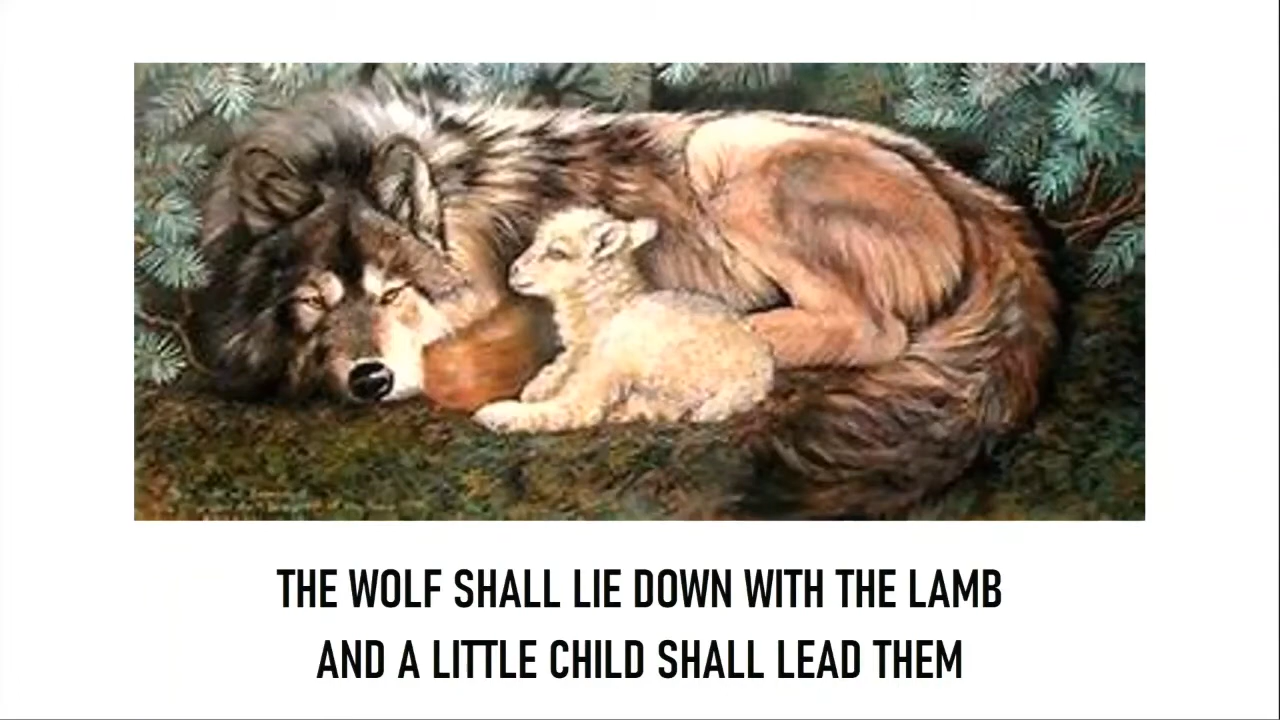 THE WOLF SHALL LIE DOWN WITH THE LAMB
AND A LITTLE CHILD SHALL LEAD THEM